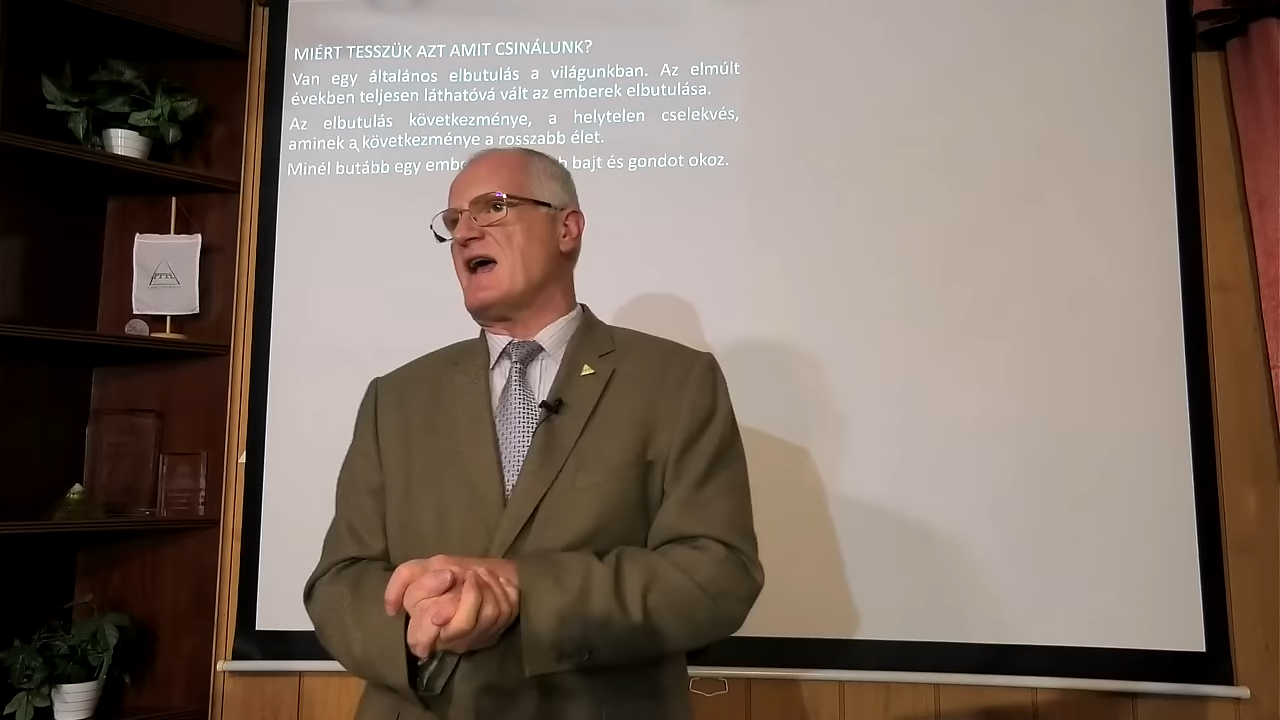 MIÉRT TESSZÜK AZT AMIT CSINÁLUNK?
Van egy általános elbutulás a világunkban. Az elmúlt
években teljesen láthatóvá vált az emberek elbutulása.
Az elbutulás következménye, a helytelen cselekvés,
aminek a következménye a rosszabb élet.
Minél butább egy bajt és gondot okoz.